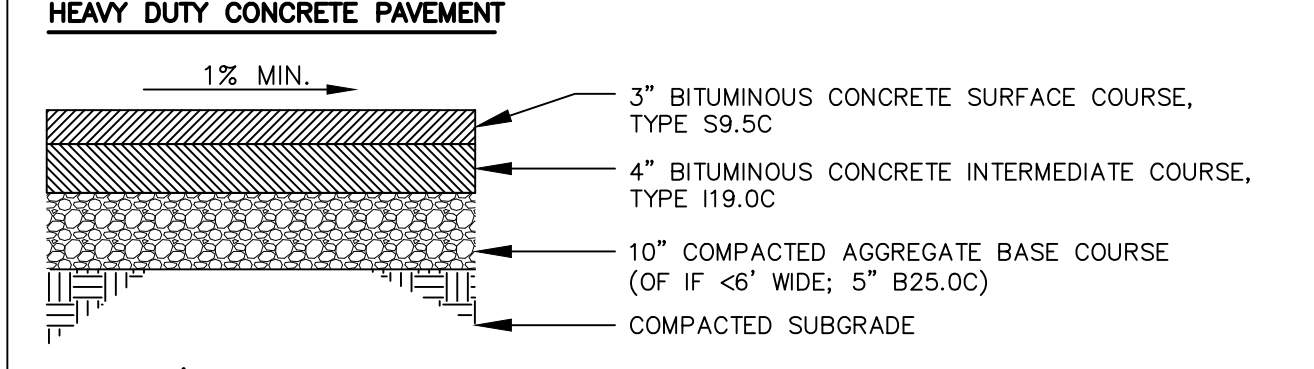 HEAVY DUTY CONCRETE PAVEMENT
1% MIN.
3" BITUMINOUS CONCRETE SURFACE COURSE,
TYPE S9.5C
4" BITUMINOUS CONCRETE INTERMEDIATE COURSE,
TYPE I19.0C
10" COMPACTED AGGREGATE BASE COURSE
(OF IF <6' WIDE; 5" B25.0C)
COMPACTED SUBGRADE